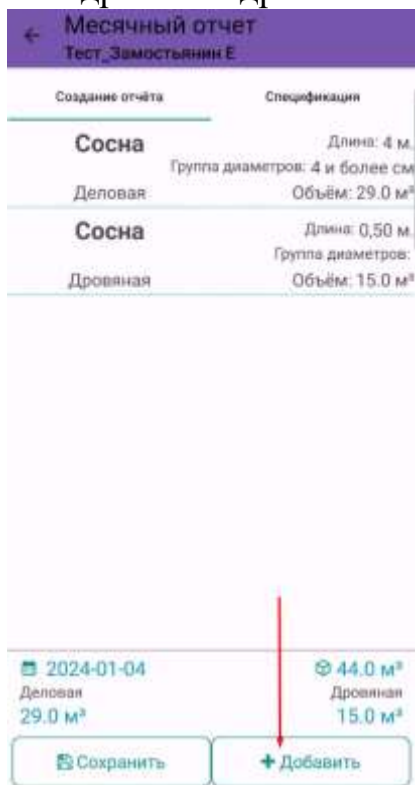 Месячный отчет
Тест_Замостьянин Е
Создание отчёта Спецификация
Сосна Длина: 4 м.
Группа диаметров: 4 и более см
Деловая Объём: 29.0 м³
Сосна Длина: 0,50 м.
Группа диаметров:
Дровяная Объём: 15.0 м³
2024-01-04 44.0 м³
Деловая Дровяная
29.0 м³ 15.0 м³
Сохранить + Добавить